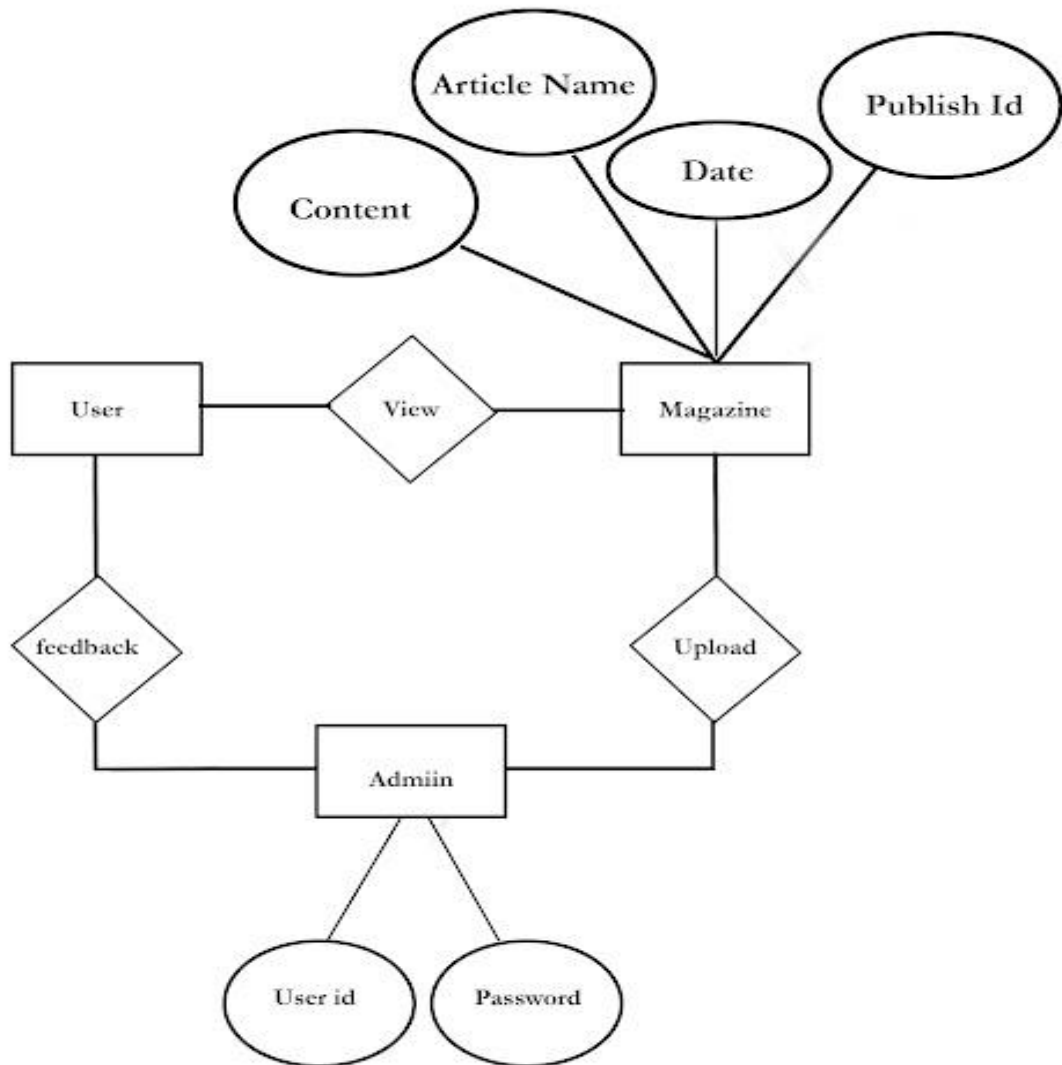 Article Name
Publish Id
Date
Content
User
View
Magazine
feedback
Upload
Admiin
User id
Password